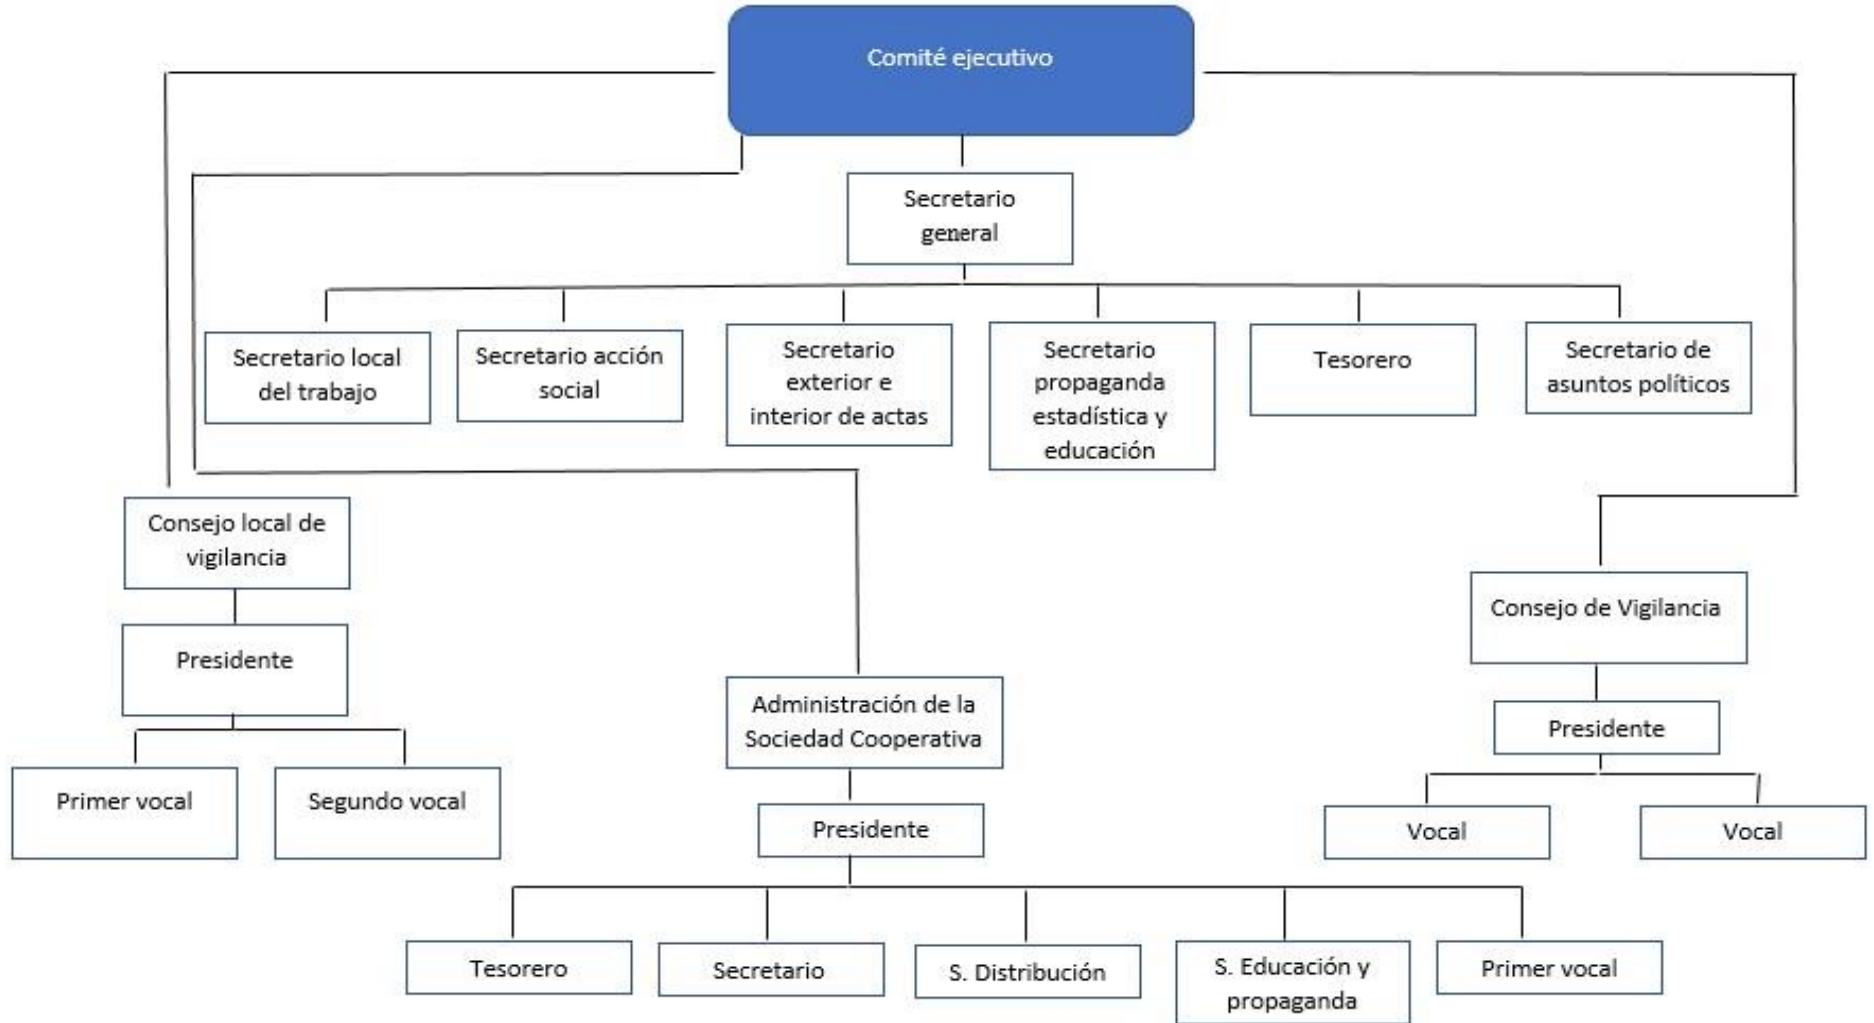 Comité ejecutivo
Secretario
general
Secretario local
del trabajo
Secretario acción
social
Secretario
exterior e
interior de actas
Secretario
propaganda
estadística y
educación
Tesorero
Secretario de
asuntos políticos
Consejo local de
vigilancia
Presidente
Primer vocal
Segundo vocal
Administración de la
Sociedad Cooperativa
Presidente
Tesorero
Secretario
S. Distribución
S. Educación y
propaganda
Primer vocal
Consejo de Vigilancia
Presidente
Vocal
Vocal